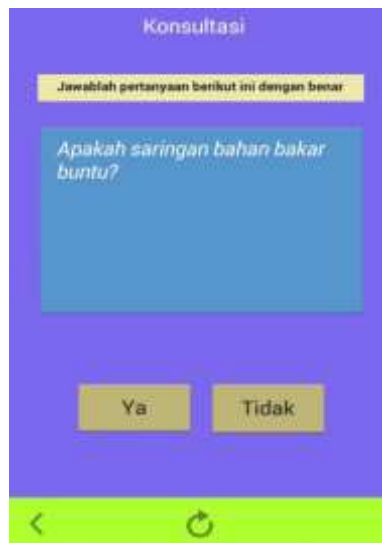 Konsultasi
Jawablah pertanyaan berikut ini dengan benar
Apakah saringan bahan bakar
buntu?
Ya
Tidak